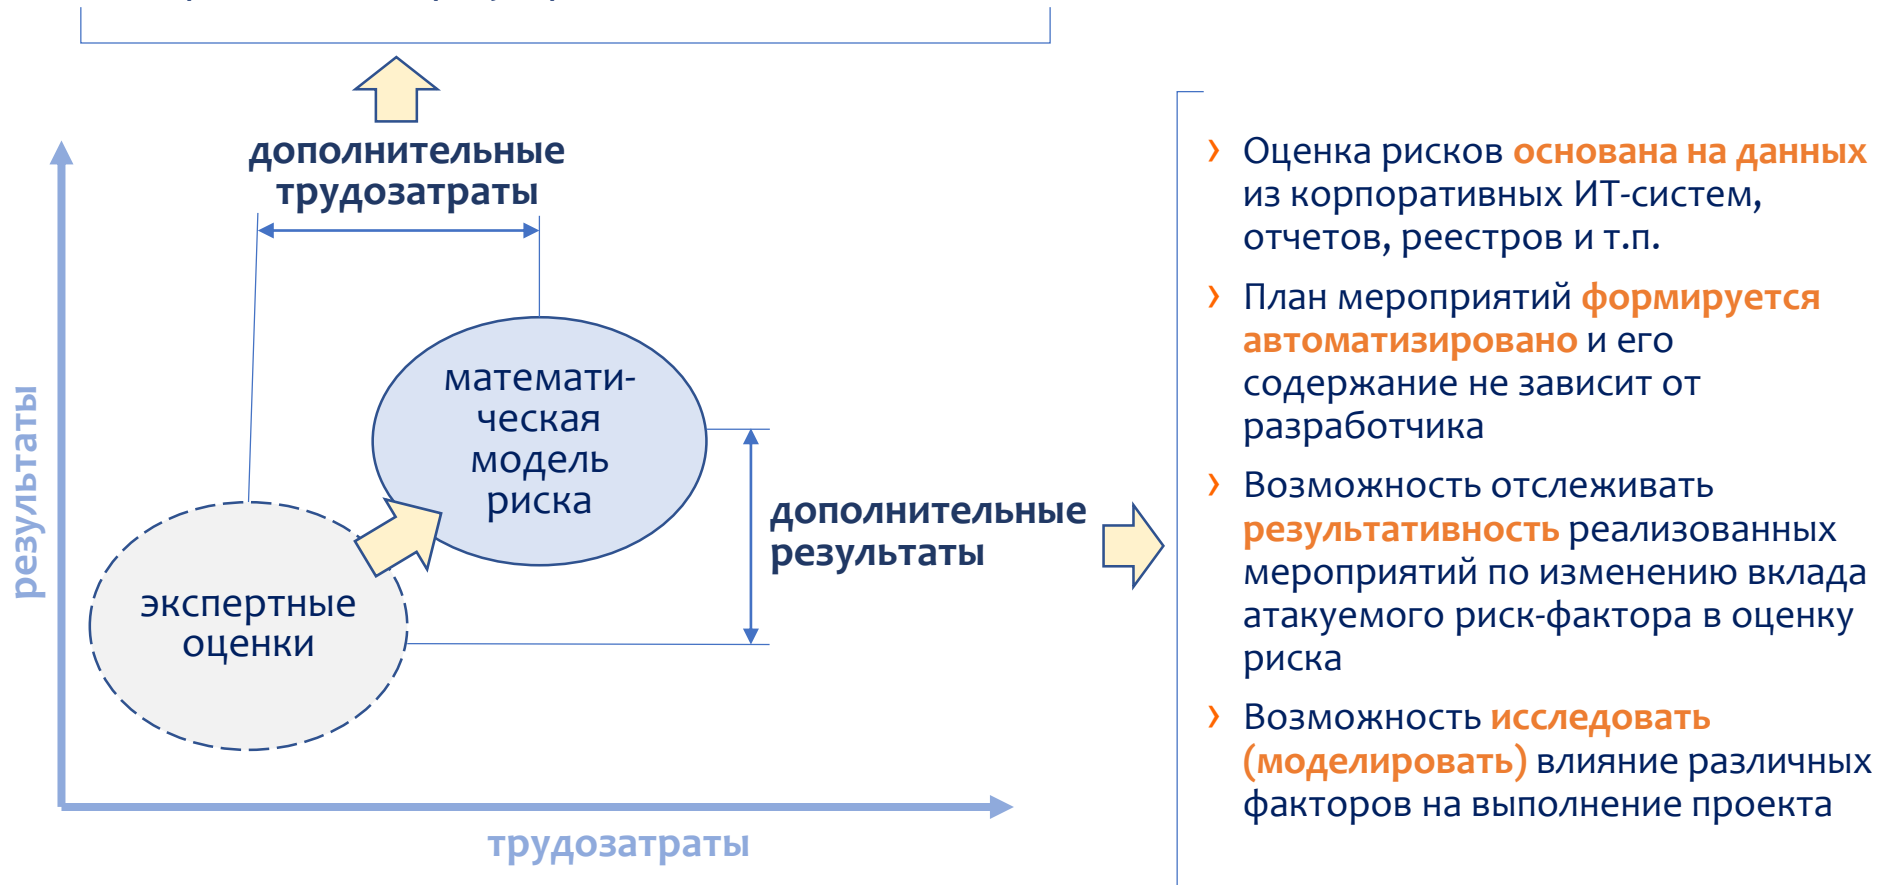 дополнительные
трудозатраты
результаты
математи-
ческая
модель
риска
экспертные
оценки
дополнительные
результаты
трудозатраты
› Оценка рисков основана на данных
из корпоративных ИТ-систем,
отчетов, реестров и т.п.
› План мероприятий формируется
автоматизировано и его
содержание не зависит от
разработчика
› Возможность отслеживать
результативность реализованных
мероприятий по изменению вклада
атакуемого риск-фактора в оценку
риска
› Возможность исследовать
(моделировать) влияние различных
факторов на выполнение проекта